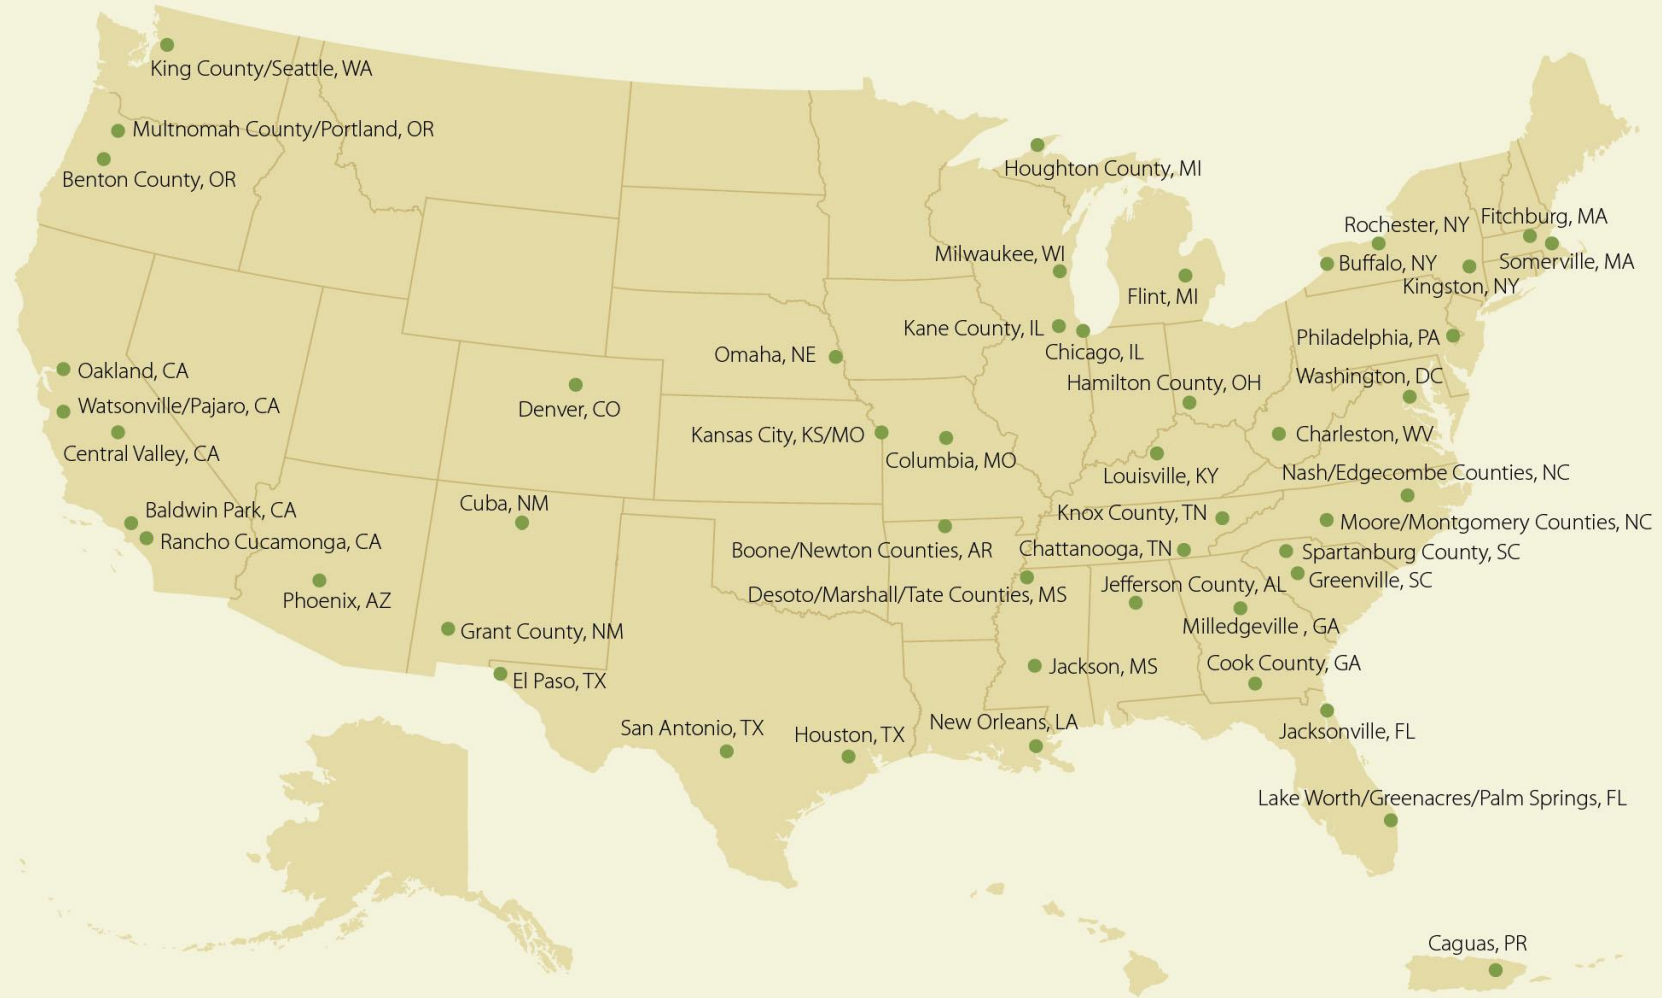 King County/Seattle, WA
Multnomah County/Portland, OR
Benton County, OR
Houghton County, MI
Rochester, NY
Fitchburg, MA
Milwaukee, WI
Buffalo, NY
Somerville, MA
Kingston, NY
Flint, MI
Kane County, IL
Chicago, IL
Philadelphia, PA
Omaha, NE
Oakland, CA
Hamilton County, OH
Washington, DC
Watsonville/Pajaro, CA
Denver, CO
Central Valley, CA
Kansas City, KS/MO
Columbia, MO
Charleston, WV
Louisville, KY
Nash/Edgecombe Counties, NC
Baldwin Park, CA
Cuba, NM
Knox County, TN
Moore/Montgomery Counties, NC
Rancho Cucamonga, CA
Boone/Newton Counties, AR
Chattanooga, TN
Spartanburg County, SC
Phoenix, AZ
Desoto/Marshall/Tate Counties, MS
Jefferson County, AL
Greenville, SC
Grant County, NM
Milledgeville , GA
El Paso, TX
Jackson, MS
Cook County, GA
San Antonio, TX
Houston, TX
New Orleans, LA
Jacksonville, FL
Lake Worth/Greenacres/Palm Springs, FL
Caguas, PR